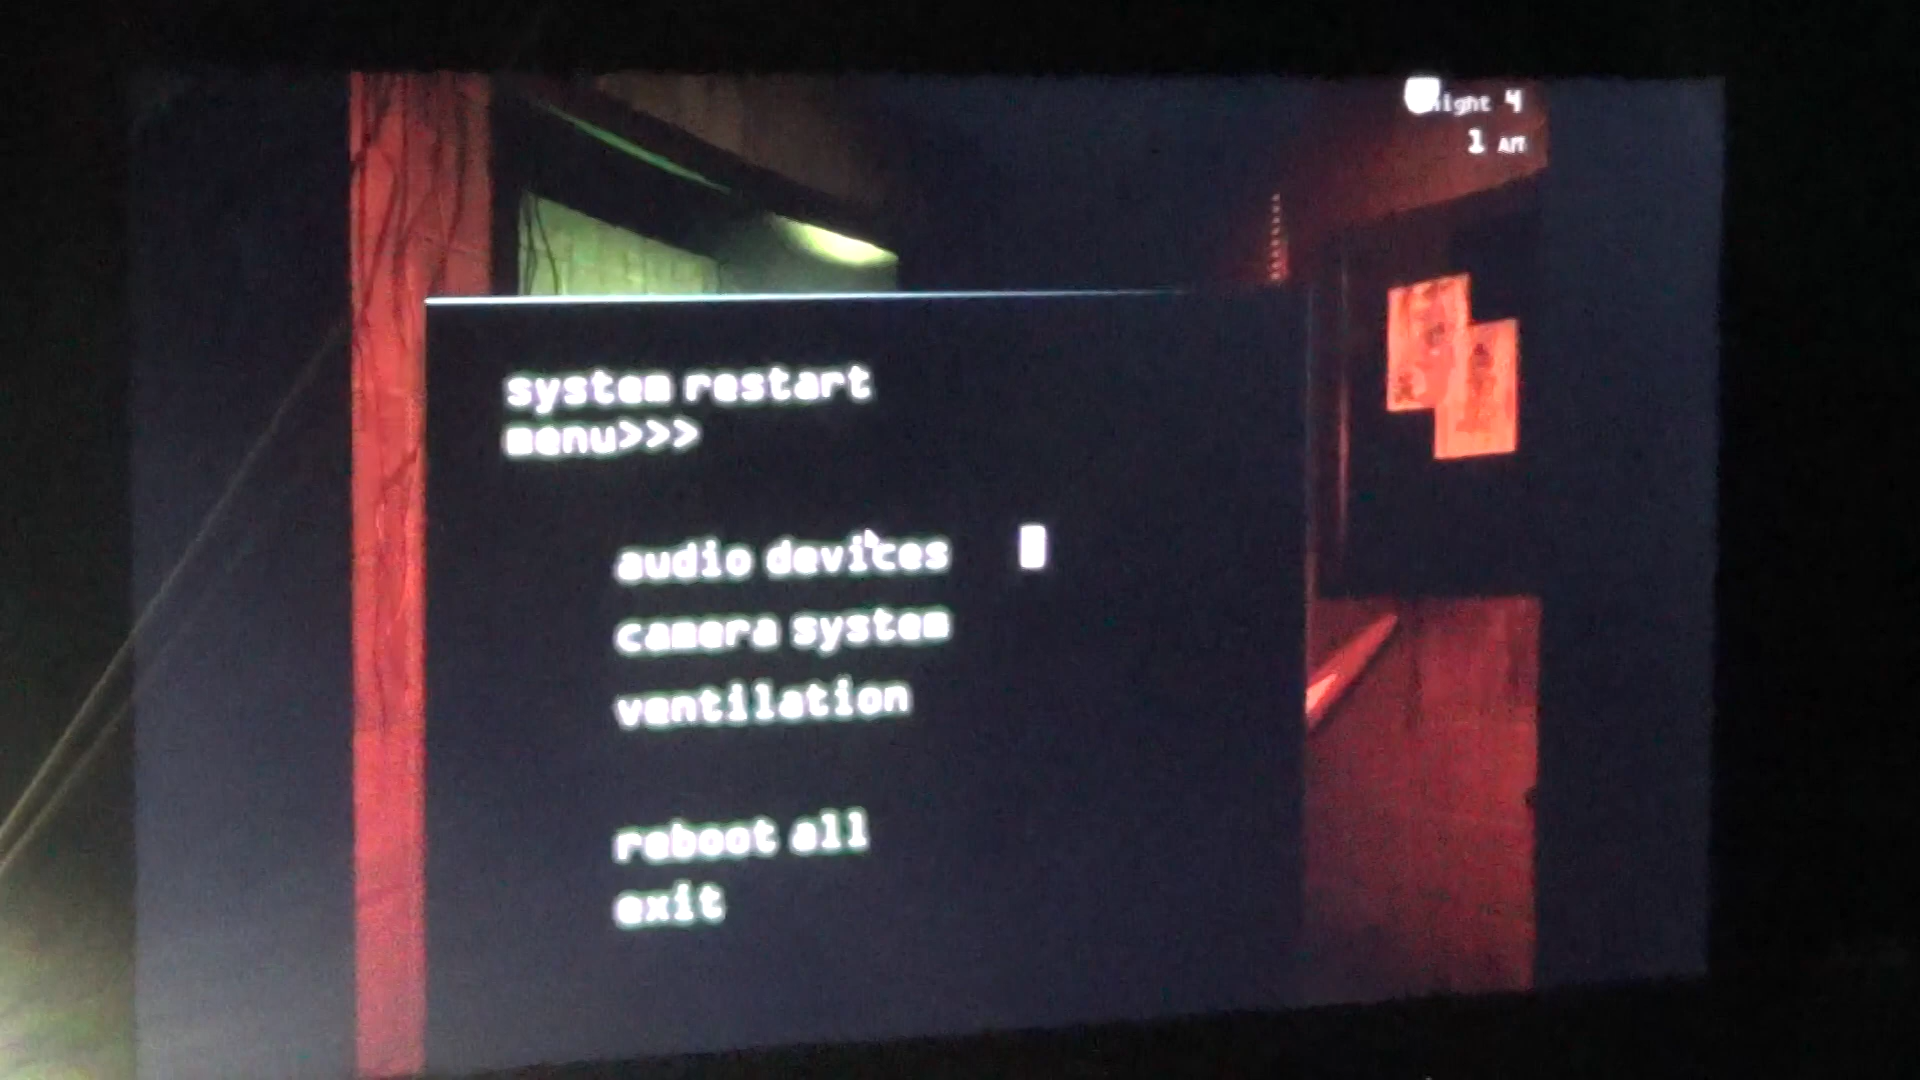 night 4
1 AM
system restart
menu>>>
audio devices
camera system
ventilation
reboot all
exit